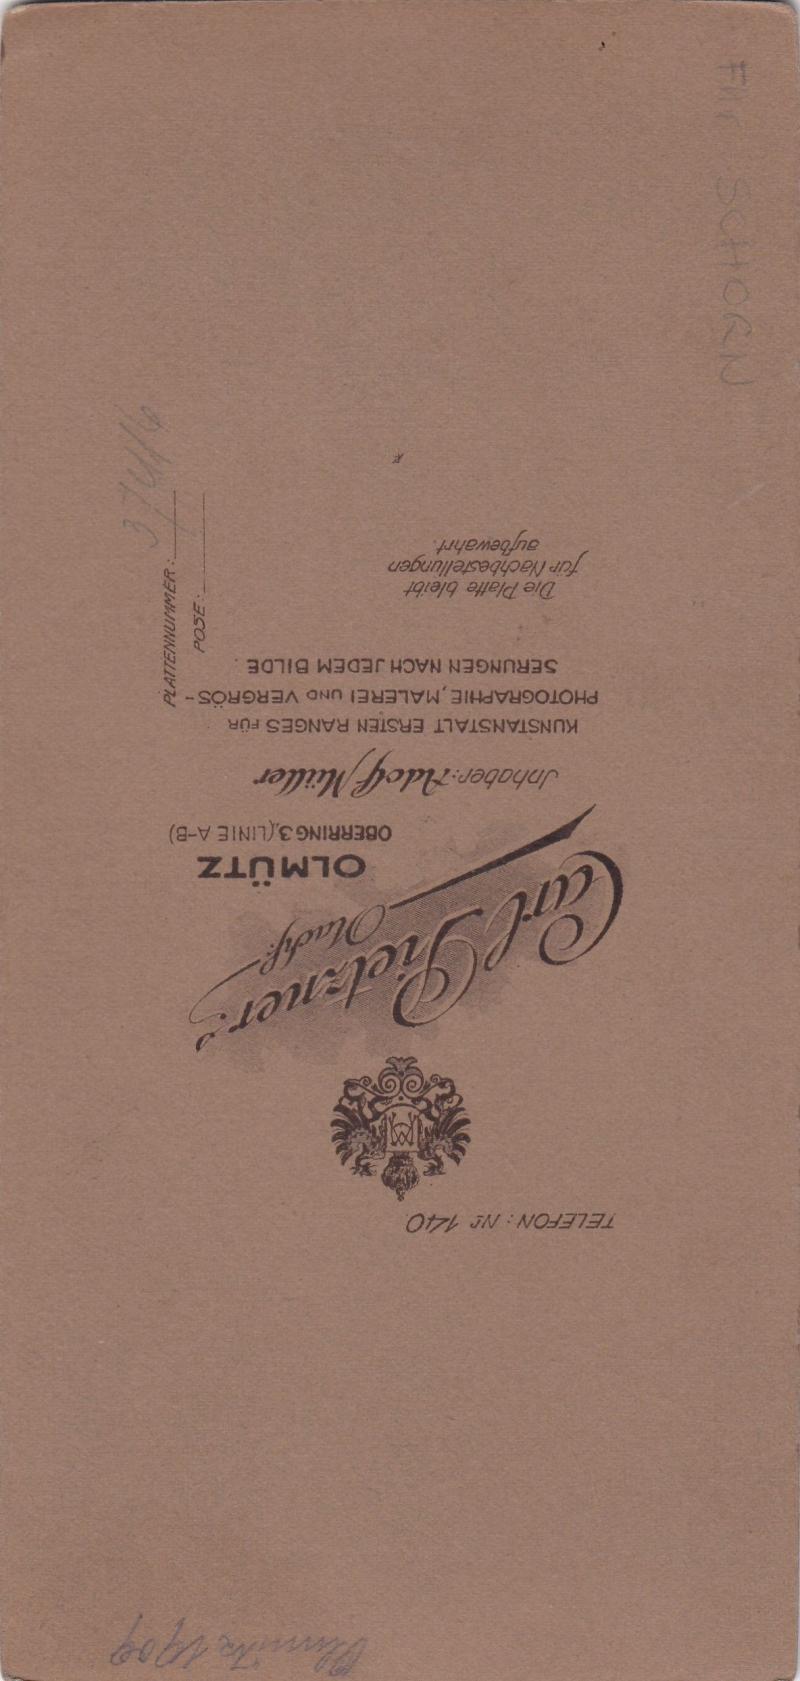 Olmütz 1909
TELEFON: No 140
Carl Pietzner's
Nachf.
OLMÜTZ
OBERRING 3, (LINIE A-B)
Inhaber: Adolf Müller
KUNSTANSTALT ERSTEN RANGES FÜR
PHOTOGRAPHIE, MALEREI UND VERGRÖS-
SERUNGEN NACH JEDEM BILDE.
Die Platte bleibt
für Nachbestellungen
aufbewahrt.
PLATTENNUMMER:
POSE:
SCHORN